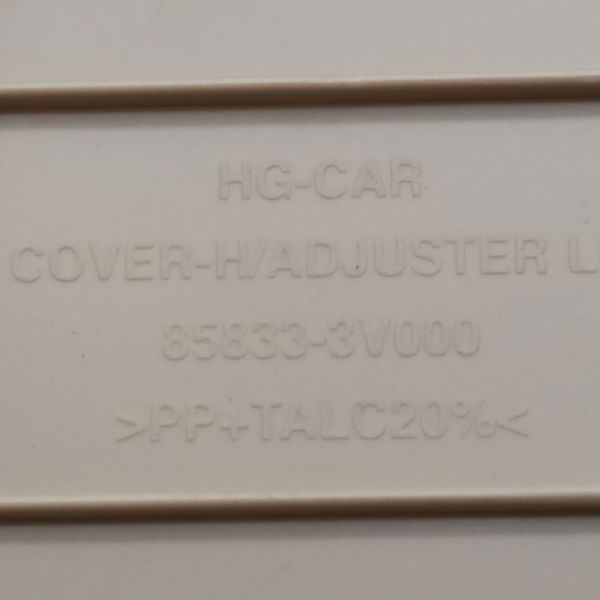 HG-CAR
COVER-H/ADJUSTER L
85833-3V000
>PP+TALC20%<